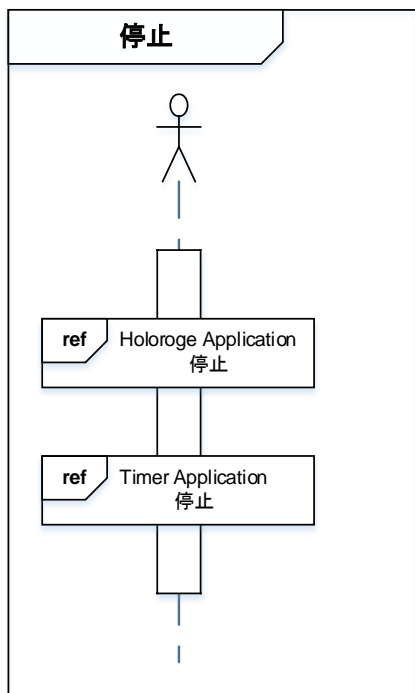 停止
ref
Holoroge Application
停止
ref
Timer Application
停止